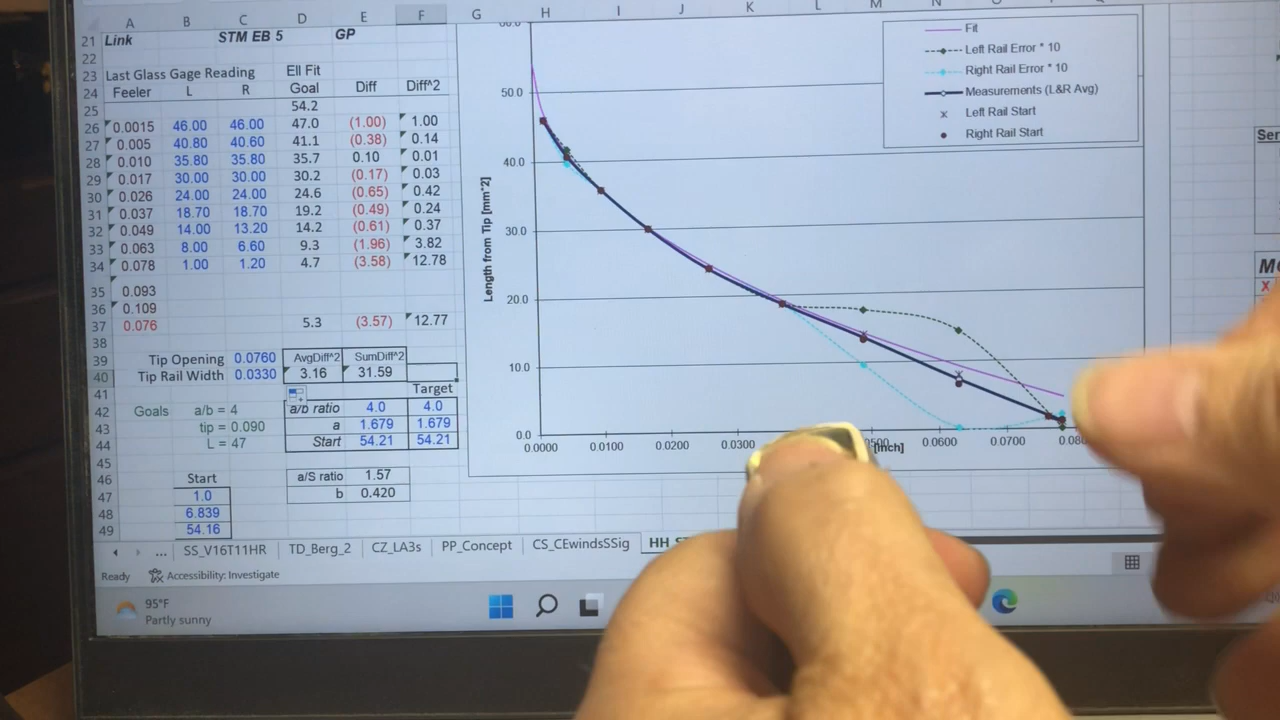 A B C D E F G H I J K L M N
21 Link STM EB 5 GP
22
23 Last Glass Gage Reading Ell Fit
24 Feeler L R Goal Diff Diff^2
25 54.2
26 0.0015 46.00 46.00 47.0 (1.00) 1.00
27 0.005 40.80 40.60 41.1 (0.38) 0.14
28 0.010 35.80 35.80 35.7 0.10 0.01
29 0.017 30.00 30.00 30.2 (0.17) 0.03
30 0.026 24.00 24.00 24.6 (0.65) 0.42
31 0.037 18.70 18.70 19.2 (0.49) 0.24
32 0.049 14.00 13.20 14.2 (0.61) 0.37
33 0.063 8.00 6.60 9.3 (1.96) 3.82
34 0.078 1.00 1.20 4.7 (3.58) 12.78
35 0.093
36 0.109
37 0.076 5.3 (3.57) 12.77
38
39 Tip Opening 0.0760 AvgDiff^2 SumDiff^2
40 Tip Rail Width 0.0330 3.16 31.59
41 Target
42 Goals a/b = 4 a/b ratio 4.0 4.0
43 tip = 0.090 a 1.679 1.679
44 L = 47 Start 54.21 54.21
45
46 Start a/S ratio 1.57
47 1.0 b 0.420
48 6.839
49 54.16
Fit
Left Rail Error * 10
Right Rail Error * 10
Measurements (L&R Avg)
Left Rail Start
Right Rail Start
Length from Tip [mm^2]
50.0
40.0
30.0
20.0
10.0
0.0
0.0000 0.0100 0.0200 0.0300 0.0600 0.0700
[Inch]
Ser
X
... SS_V16T11HR TD_Berg_2 CZ_LA3s PP_Concept CS_CEwindsSSig HH
Ready Accessibility: Investigate
95°F
Partly sunny